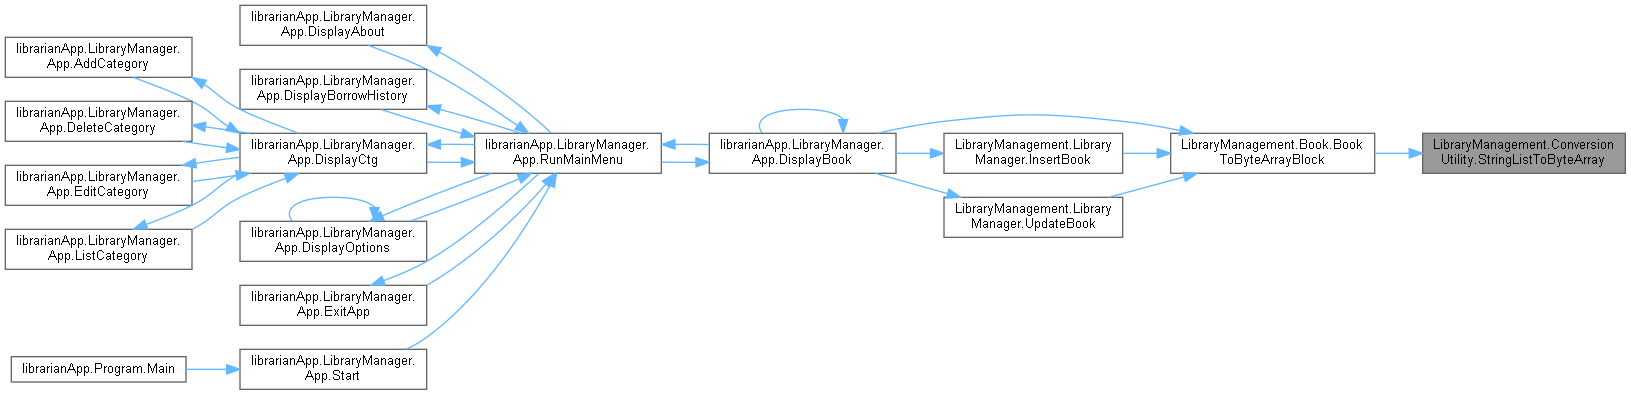 librarianApp.LibraryManager.
App.AddCategory
librarianApp.LibraryManager.
App.DeleteCategory
librarianApp.LibraryManager.
App.EditCategory
librarianApp.LibraryManager.
App.ListCategory
librarianApp.Program.Main
librarianApp.LibraryManager.
App.DisplayAbout
librarianApp.LibraryManager.
App.DisplayBorrowHistory
librarianApp.LibraryManager.
App.DisplayCtg
librarianApp.LibraryManager.
App.DisplayOptions
librarianApp.LibraryManager.
App.ExitApp
librarianApp.LibraryManager.
App.Start
librarianApp.LibraryManager.
App.RunMainMenu
librarianApp.LibraryManager.
App.DisplayBook
LibraryManagement.Library
Manager.InsertBook
LibraryManagement.Library
Manager.UpdateBook
LibraryManagement.Book.Book
ToByteArrayBlock
LibraryManagement.Conversion
Utility.StringListToByteArray